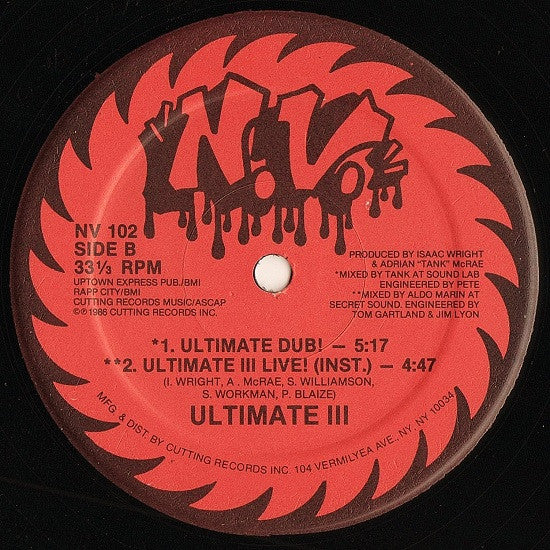 "N.V."
NV 102
SIDE B
33⅓ RPM
UPTOWN EXPRESS PUB./BMI
RAPP CITY/BMI
CUTTING RECORDS MUSIC/ASCAP
©℗ 1986 CUTTING RECORDS INC.
PRODUCED BY ISAAC WRIGHT
& ADRIAN "TANK" McRAE
*MIXED BY TANK AT SOUND LAB
ENGINEERED BY PETE
**MIXED BY ALDO MARIN AT
SECRET SOUND. ENGINEERED BY
TOM GARTLAND & JIM LYON
*1. ULTIMATE DUB! — 5:17
**2. ULTIMATE III LIVE! (INST.) — 4:47
(I. WRIGHT, A. McRAE, S. WILLIAMSON,
S. WORKMAN, P. BLAIZE)
ULTIMATE III
MFG & DIST. BY CUTTING RECORDS INC. 104 VERMILYEA AVE., NY. NY 10034